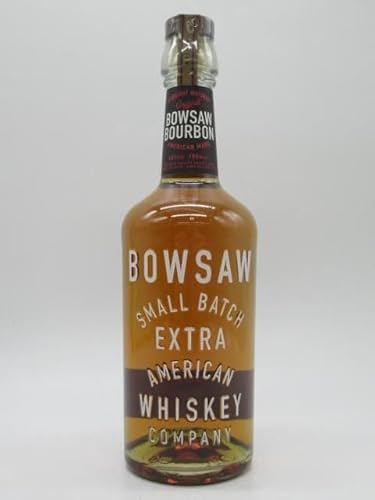 BOWSAW
BOURBON
AMERICAN MADE
BOWSAW
SMALL BATCH
EXTRA
AMERICAN
WHISKEY
COMPANY